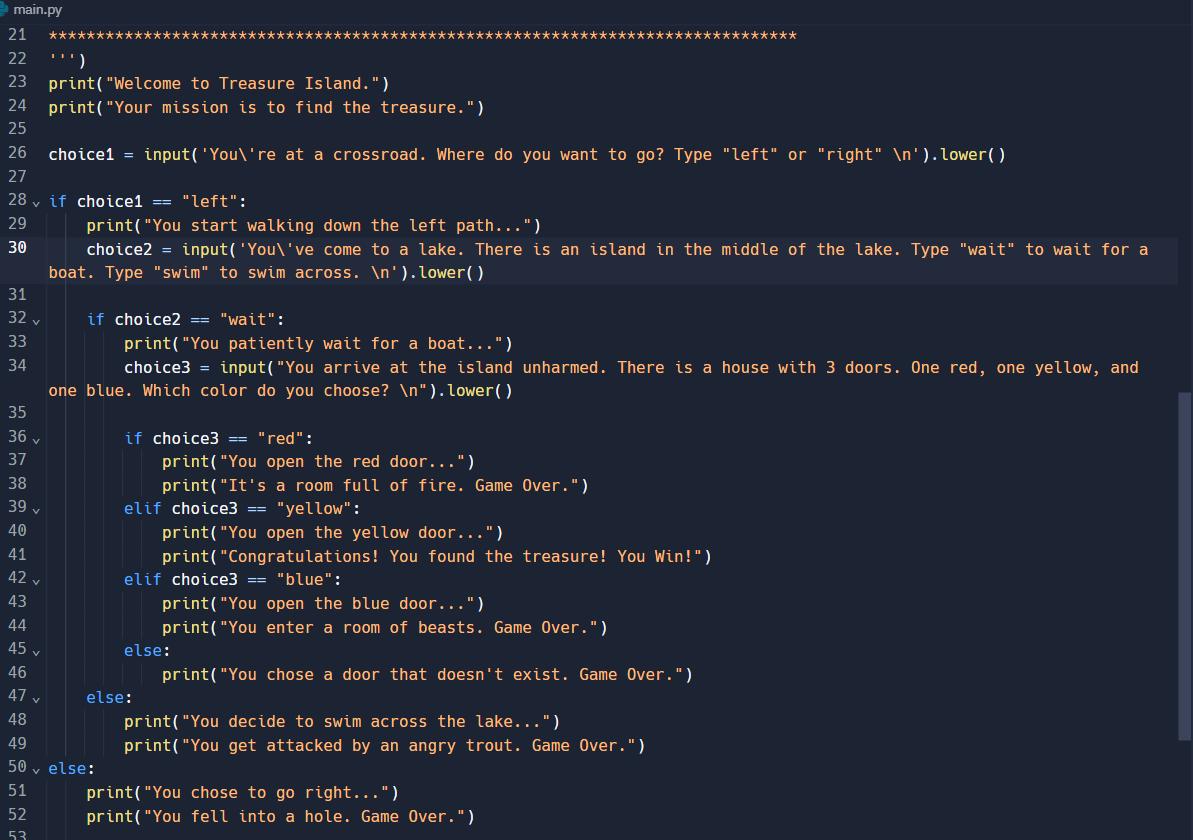 main.py
21 *******************************************************************************
22 ''')
23 print("Welcome to Treasure Island.")
24 print("Your mission is to find the treasure.")
25
26 choice1 = input('You\'re at a crossroad. Where do you want to go? Type "left" or "right" \n').lower()
27
28 if choice1 == "left":
29     print("You start walking down the left path...")
30     choice2 = input('You\'ve come to a lake. There is an island in the middle of the lake. Type "wait" to wait for a
boat. Type "swim" to swim across. \n').lower()
31
32     if choice2 == "wait":
33         print("You patiently wait for a boat...")
34         choice3 = input("You arrive at the island unharmed. There is a house with 3 doors. One red, one yellow, and
one blue. Which color do you choose? \n").lower()
35
36         if choice3 == "red":
37             print("You open the red door...")
38             print("It's a room full of fire. Game Over.")
39         elif choice3 == "yellow":
40             print("You open the yellow door...")
41             print("Congratulations! You found the treasure! You Win!")
42         elif choice3 == "blue":
43             print("You open the blue door...")
44             print("You enter a room of beasts. Game Over.")
45         else:
46             print("You chose a door that doesn't exist. Game Over.")
47     else:
48         print("You decide to swim across the lake...")
49         print("You get attacked by an angry trout. Game Over.")
50 else:
51     print("You chose to go right...")
52     print("You fell into a hole. Game Over.")
53